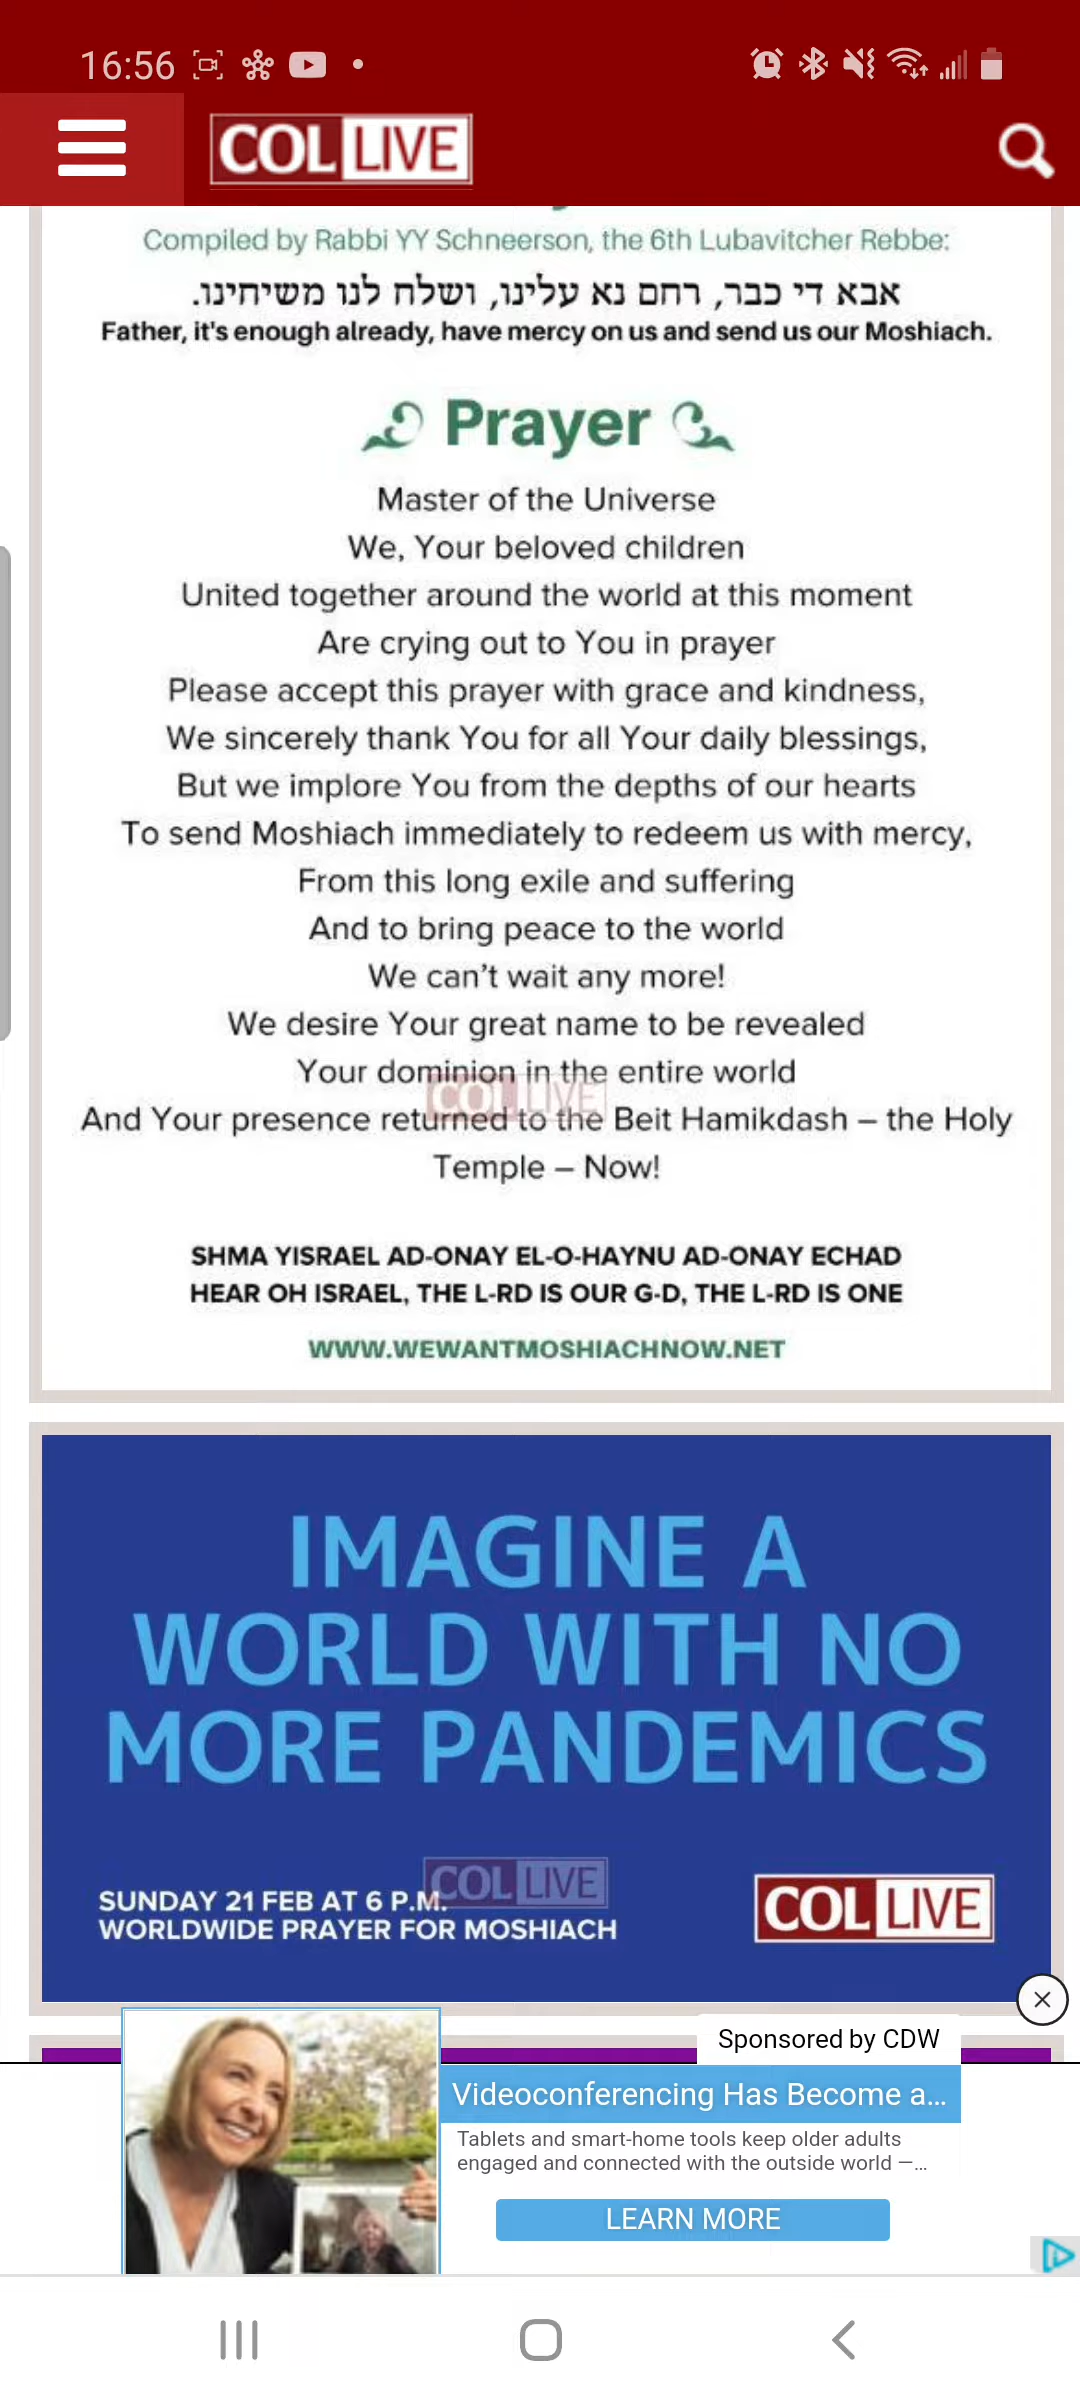 16:56
COL LIVE
Compiled by Rabbi YY Schneerson, the 6th Lubavitcher Rebbe:
אבא די כבר, רחם נא עלינו, ושלח לנו משיחינו.
Father, it's enough already, have mercy on us and send us our Moshiach.
Prayer
Master of the Universe
We, Your beloved children
United together around the world at this moment
Are crying out to You in prayer
Please accept this prayer with grace and kindness,
We sincerely thank You for all Your daily blessings,
But we implore You from the depths of our hearts
To send Moshiach immediately to redeem us with mercy,
From this long exile and suffering
And to bring peace to the world
We can't wait any more!
We desire Your great name to be revealed
Your dominion in the entire world
COL LIVE
And Your presence returned to the Beit Hamikdash – the Holy
Temple – Now!
SHMA YISRAEL AD-ONAY EL-O-HAYNU AD-ONAY ECHAD
HEAR OH ISRAEL, THE L-RD IS OUR G-D, THE L-RD IS ONE
WWW.WEWANTMOSHIACHNOW.NET
IMAGINE A
WORLD WITH NO
MORE PANDEMICS
COL LIVE
SUNDAY 21 FEB AT 6 P.M.
WORLDWIDE PRAYER FOR MOSHIACH
COL LIVE
Sponsored by CDW
Videoconferencing Has Become a...
Tablets and smart-home tools keep older adults
engaged and connected with the outside world —...
LEARN MORE